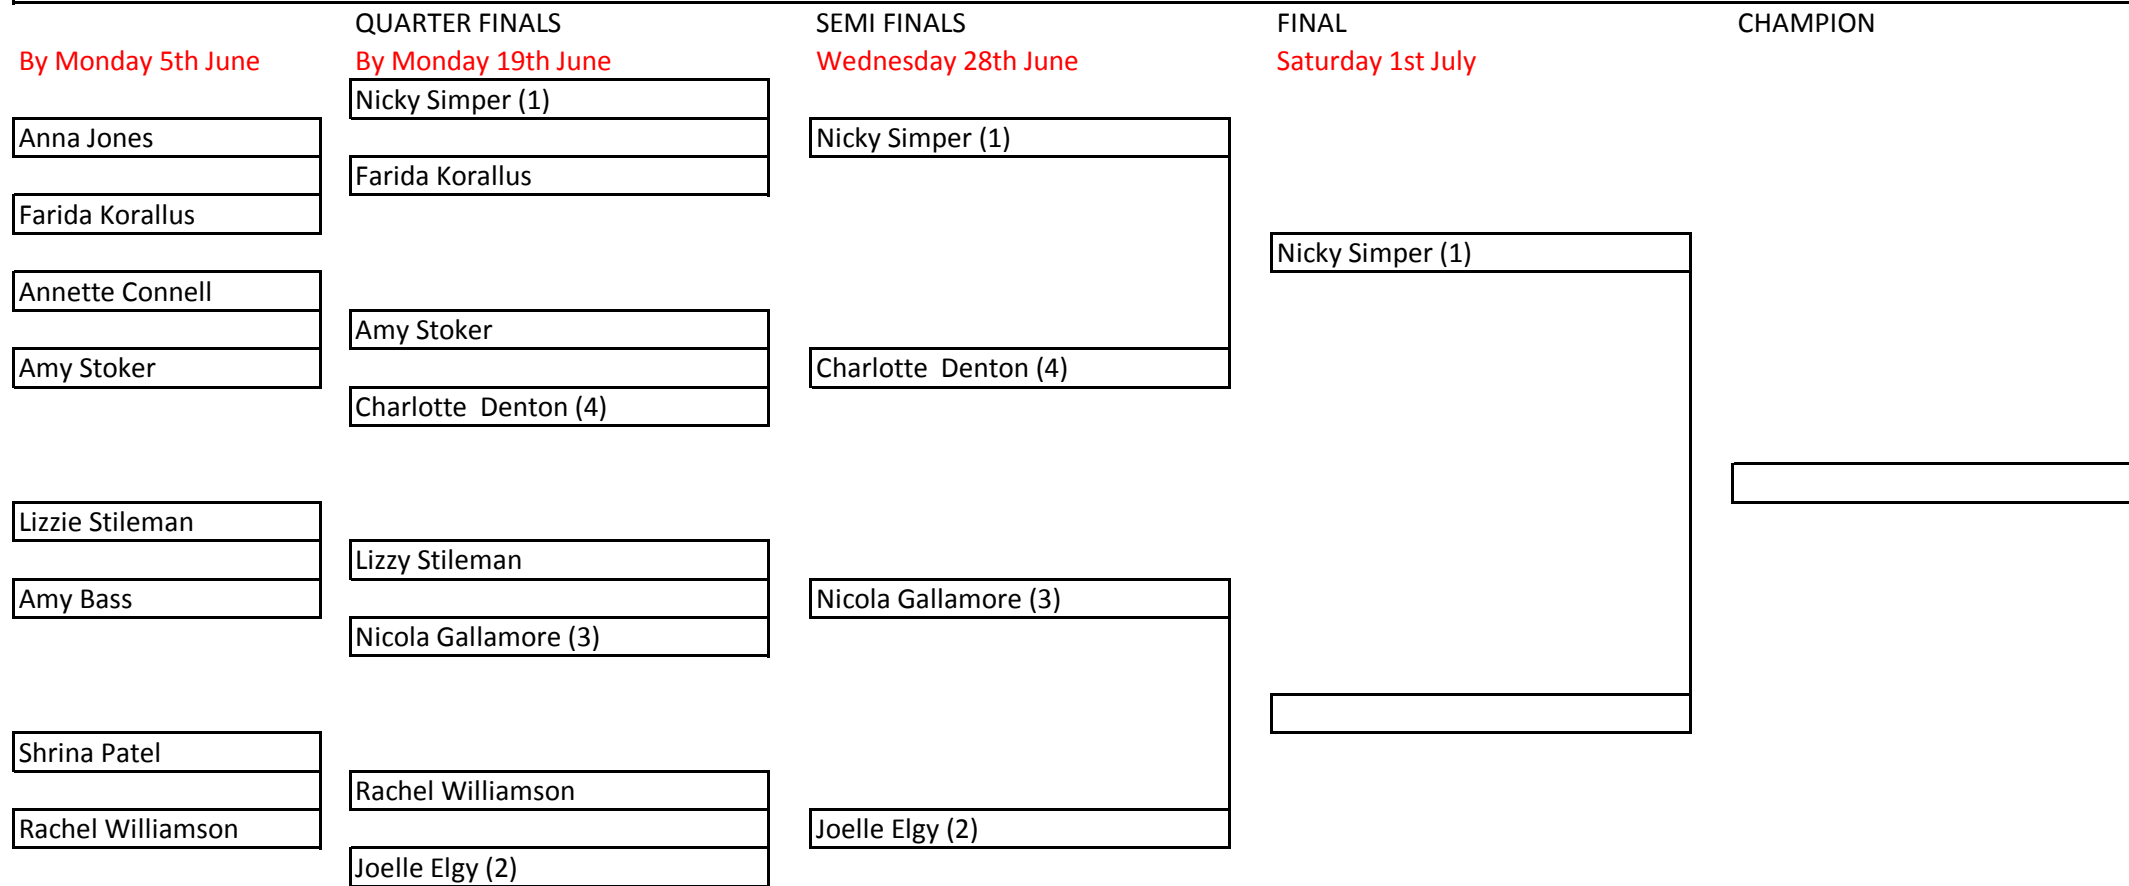 QUARTER FINALS SEMI FINALS FINAL CHAMPION
By Monday 5th June By Monday 19th June Wednesday 28th June Saturday 1st July
Nicky Simper (1)
Anna Jones Nicky Simper (1)
Farida Korallus
Farida Korallus
Nicky Simper (1)
Annette Connell
Amy Stoker
Amy Stoker Charlotte  Denton (4)
Charlotte  Denton (4)
Lizzie Stileman
Lizzy Stileman
Amy Bass Nicola Gallamore (3)
Nicola Gallamore (3)
Shrina Patel
Rachel Williamson
Rachel Williamson Joelle Elgy (2)
Joelle Elgy (2)